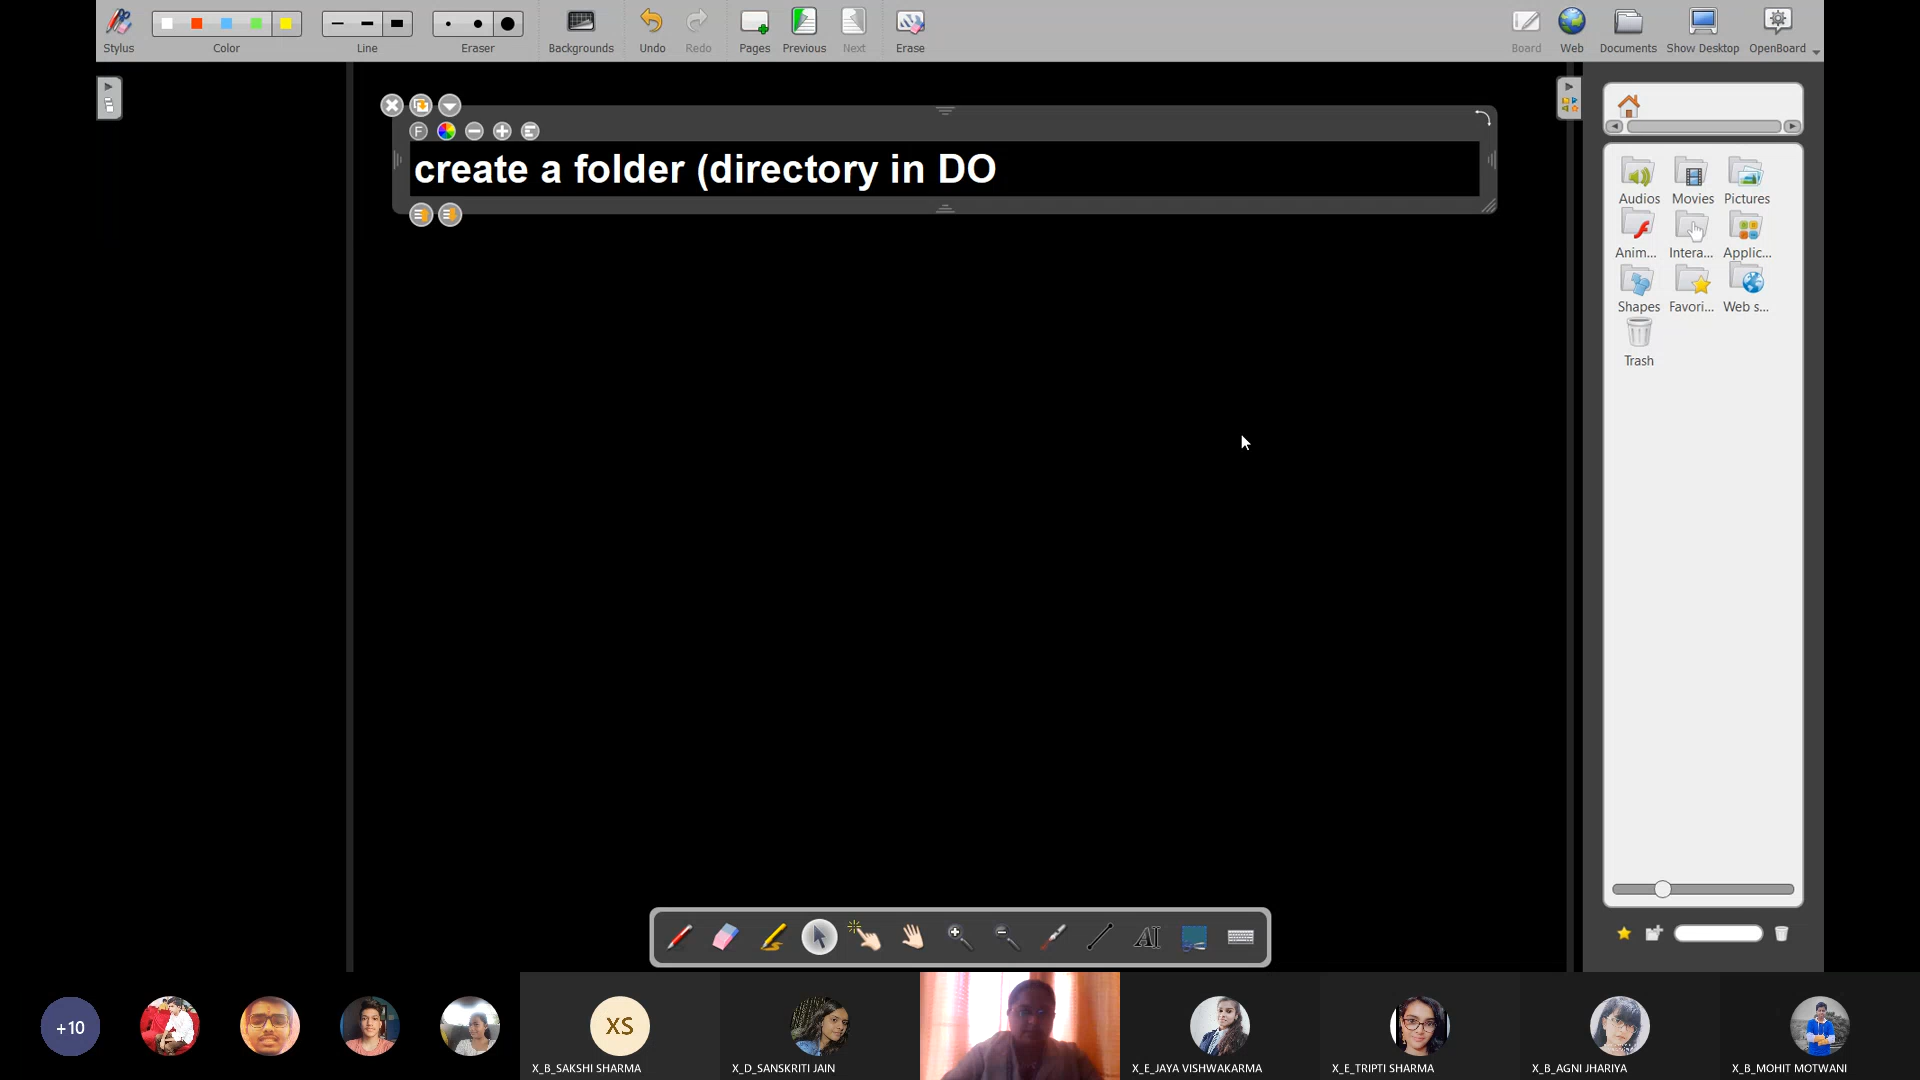 Stylus
Color
Line
Eraser
Backgrounds
Undo
Redo
Pages
Previous
Next
Erase
Board
Web
Documents
Show Desktop
OpenBoard
F
create a folder (directory in DO
Audios
Movies
Pictures
Anim...
Intera...
Applic...
Shapes
Favori...
Web s...
Trash
AI
+10
XS
X_B_SAKSHI SHARMA
X_D_SANSKRITI JAIN
X_E_JAYA VISHWAKARMA
X_E_TRIPTI SHARMA
X_B_AGNI JHARIYA
X_B_MOHIT MOTWANI